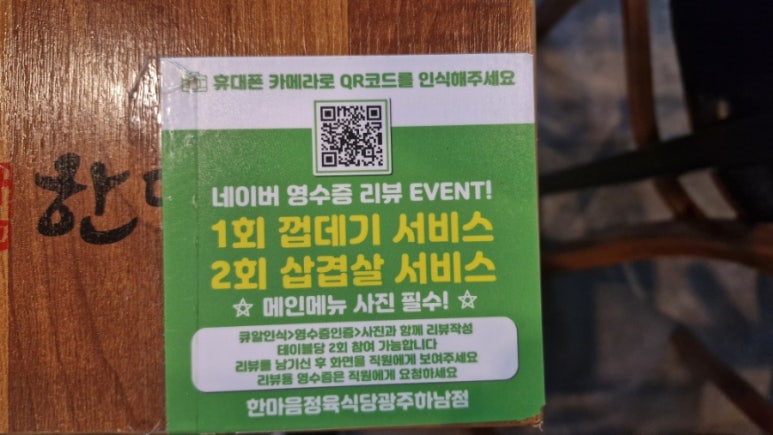 휴대폰 카메라로 QR코드를 인식해주세요
네이버 영수증 리뷰 EVENT!
1회 껍데기 서비스
2회 삼겹살 서비스
☆ 메인메뉴 사진 필수! ☆
큐알인식>영수증인증>사진과 함께 리뷰작성
테이블당 2회 참여 가능합니다
리뷰를 남기신 후 화면을 직원에게 보여주세요
리뷰용 영수증은 직원에게 요청하세요
한마음정육식당광주하남점
한